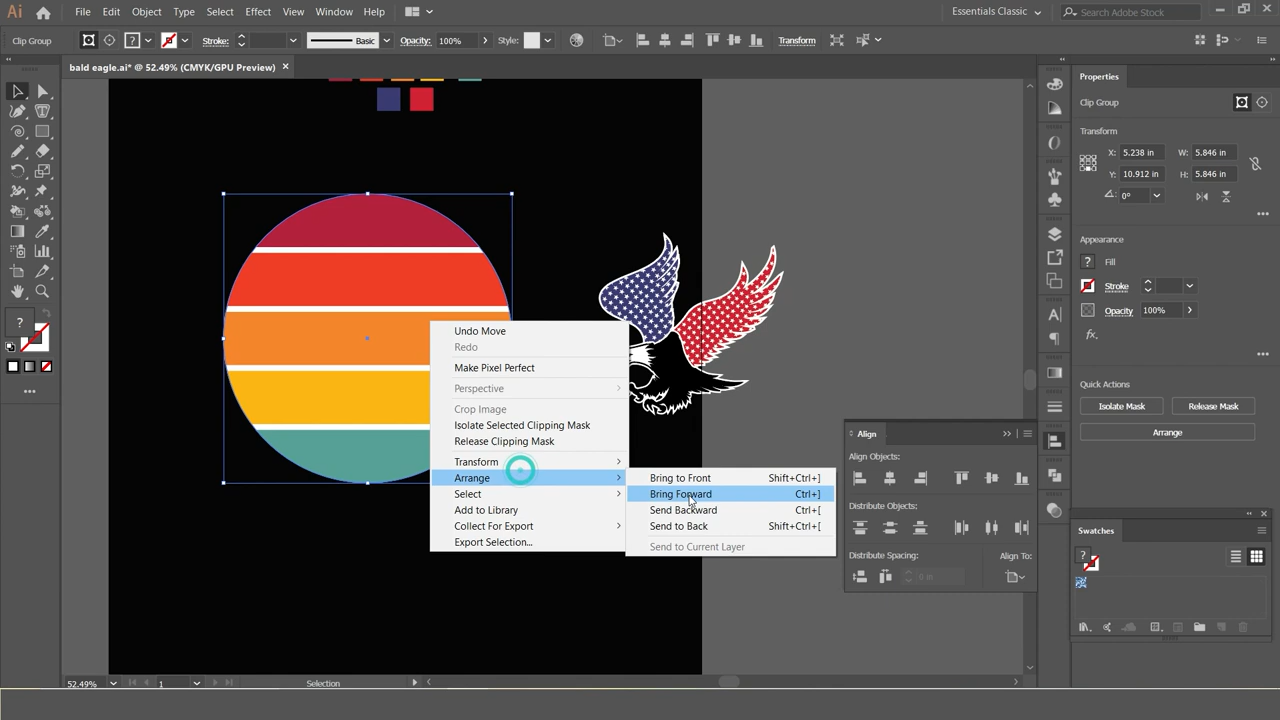 Ai File Edit Object Type Select Effect View Window Help Essentials Classic Search Adobe Stock
Clip Group ? Stroke: Basic Opacity: 100% Style: Transform
bald eagle.ai* @ 52.49% (CMYK/GPU Preview) ×
Properties
Clip Group
Transform
X: 5.238 in W: 5.846 in
Y: 10.912 in H: 5.846 in
0°
Appearance
? Fill
Stroke
Opacity 100%
fx.
Quick Actions
Isolate Mask Release Mask
Arrange
Undo Move
Redo
Make Pixel Perfect
Perspective
Crop Image
Isolate Selected Clipping Mask
Release Clipping Mask
Transform
Arrange
Select
Add to Library
Collect For Export
Export Selection...
Bring to Front Shift+Ctrl+]
Bring Forward Ctrl+]
Send Backward Ctrl+[
Send to Back Shift+Ctrl+[
Send to Current Layer
Align
Align Objects:
Distribute Objects:
Distribute Spacing: Align To:
0 in
Swatches
?
?
52.49% 1 Selection